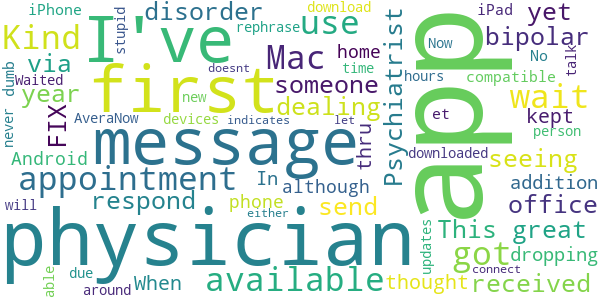 iPhone
stupid
disorder
download
iPad
yet
Kind
I've
use
rephrase
Now
via
Mac
home
bipolar
dumb
Waited
first
someone
time
No
talk
hours
compatible
year
FIX
new
dealing
Psychiatrist
app
wait
never
AveraNow
devices
indicates
let
doesnt
et
kept
person
Android
message
thru
downloaded
seeing
appointment
In
although
addition
will
respond
phone
send
office
either
physician
updates
This
great
got
dropping
able
due
When
available
thought
connect
received
around